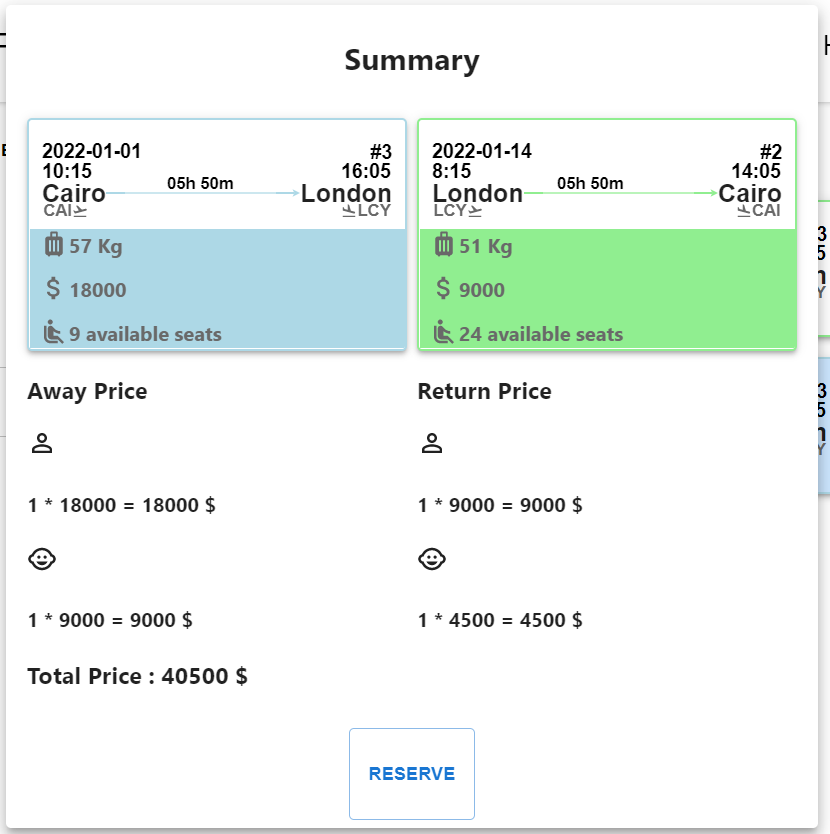 Summary
2022-01-01 #3
10:15 16:05
Cairo 05h 50m London
CAI LCY
57 Kg
$ 18000
9 available seats
2022-01-14 #2
8:15 14:05
London 05h 50m Cairo
LCY CAI
51 Kg
$ 9000
24 available seats
Away Price
1 * 18000 = 18000 $
1 * 9000 = 9000 $
Return Price
1 * 9000 = 9000 $
1 * 4500 = 4500 $
Total Price : 40500 $
RESERVE